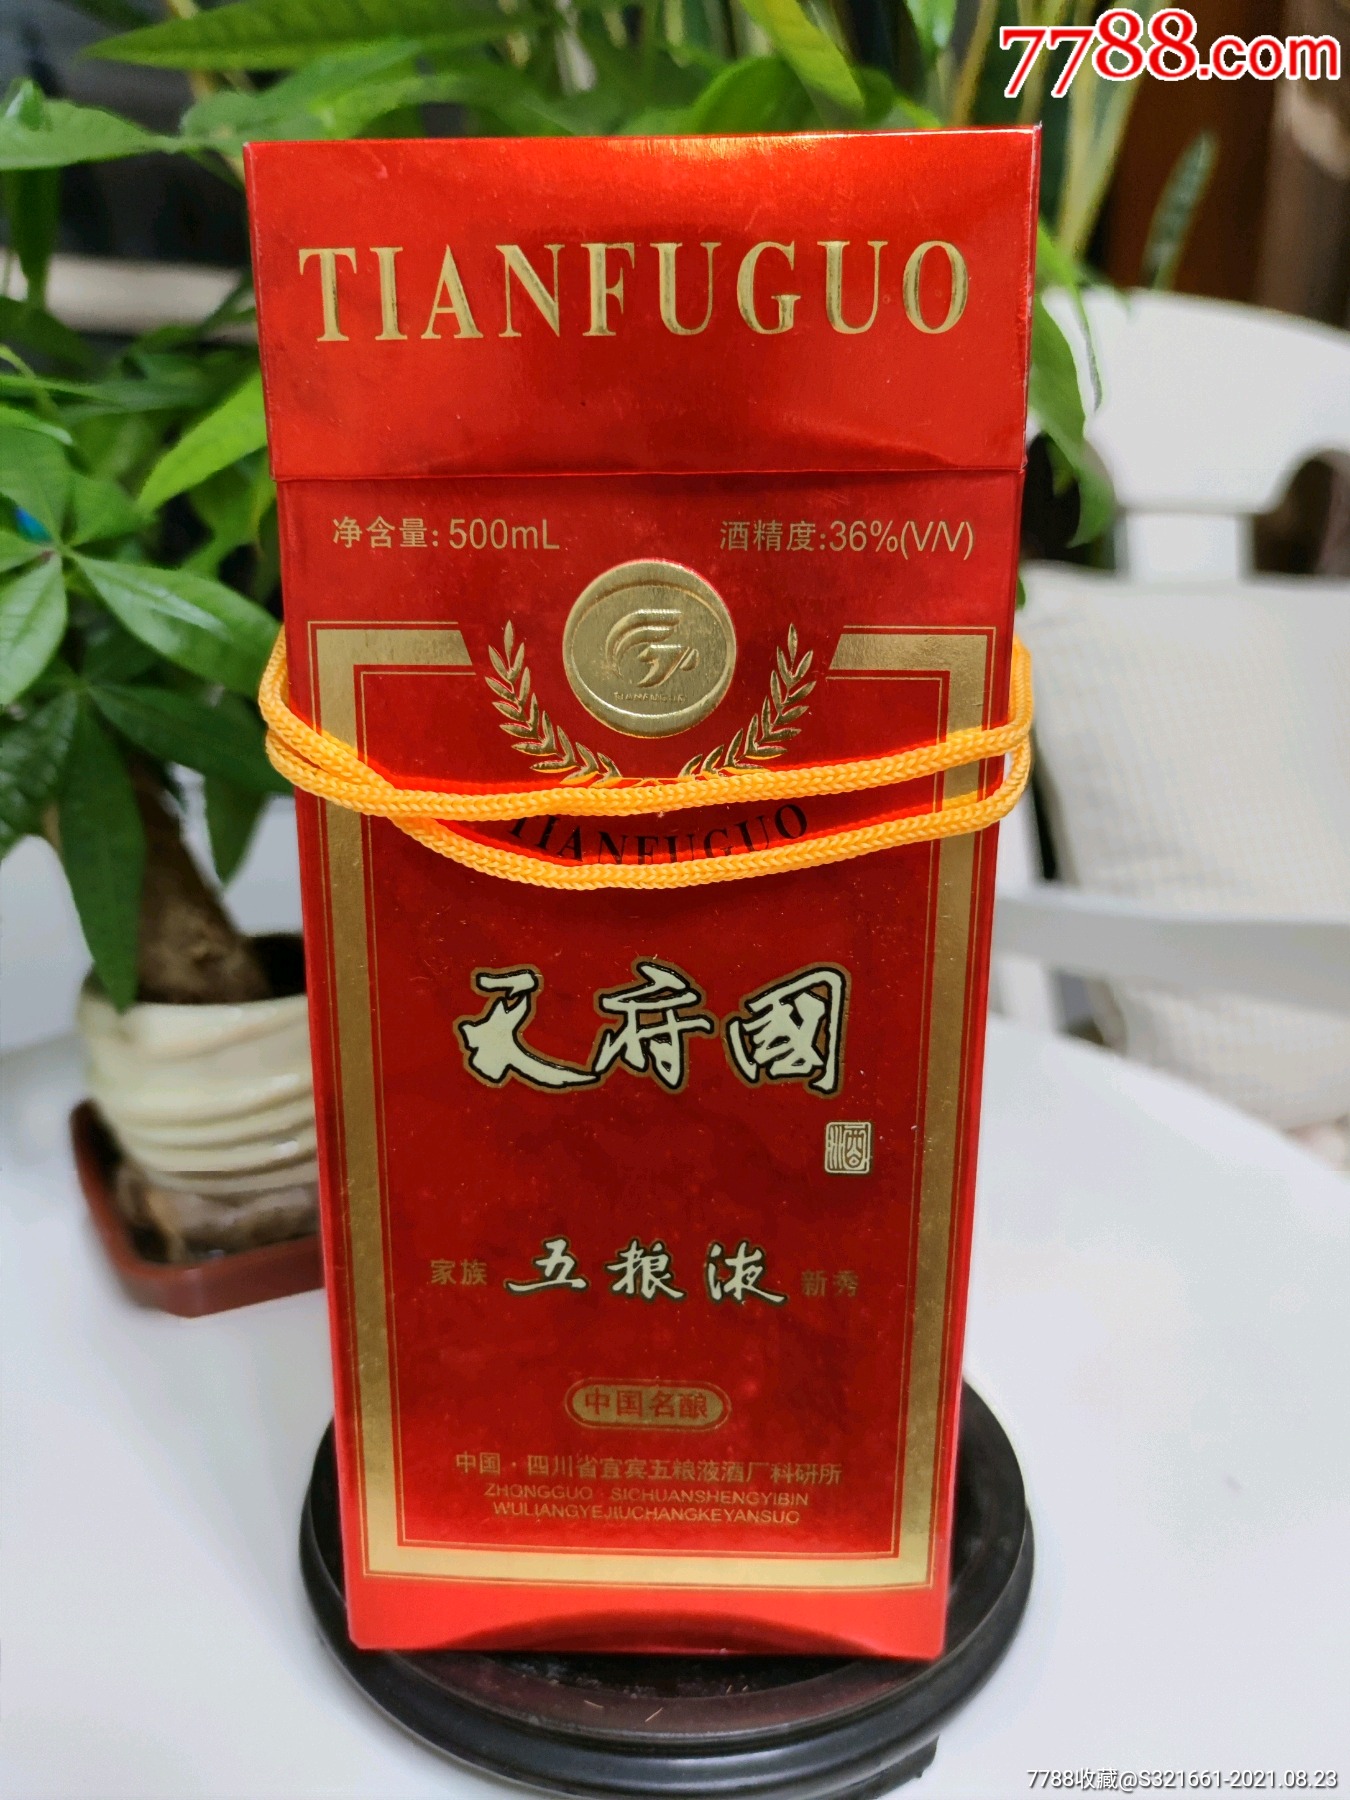 7788.com
TIANFUGUO
净含量:500mL 酒精度:36%(V/V)
TIANFUGUO
天府國
酒
家族 五粮液 新秀
中国名酿
中国·四川省宜宾五粮液酒厂科研所
ZHONGGUO·SICHUANSHENGYIBIN
WULIANGYEJIUCHANGKEYANSUO
7788收藏@S321661-2021.08.23